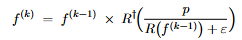 f^{(k)} = f^{(k-1)} × R^†( p / ( R(f^{(k-1)}) + ε ) )